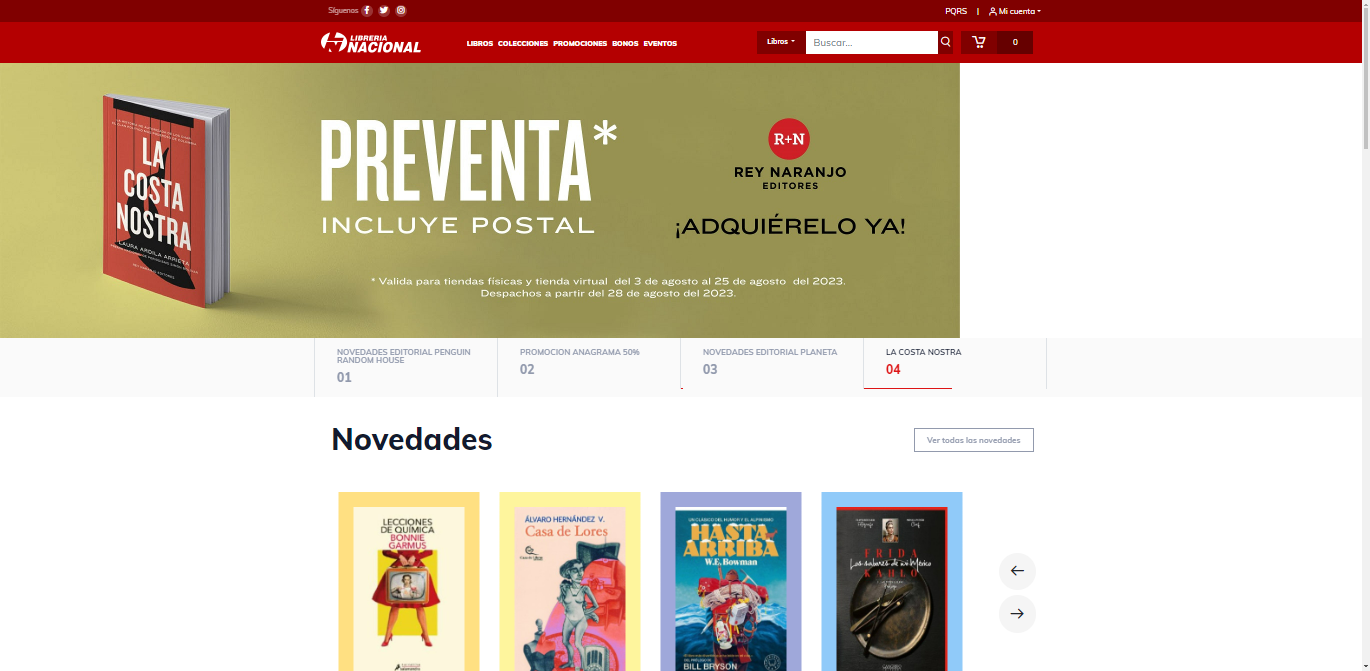 Síguenos
PQRS
Mi cuenta
LIBRERIA
NACIONAL
LIBROS COLECCIONES PROMOCIONES BONOS EVENTOS
Libros
Buscar...
0
LA
COSTA
NOSTRA
LAURA ARDILA ARRIETA
PREVENTA*
INCLUYE POSTAL
R+N
REY NARANJO
EDITORES
¡ADQUIÉRELO YA!
* Valida para tiendas físicas y tienda virtual del 3 de agosto al 25 de agosto del 2023.
Despachos a partir del 28 de agosto del 2023.
NOVEDADES EDITORIAL PENGUIN
RANDOM HOUSE
01
PROMOCION ANAGRAMA 50%
02
NOVEDADES EDITORIAL PLANETA
03
LA COSTA NOSTRA
04
Novedades
Ver todas las novedades
LECCIONES
DE QUÍMICA
BONNIE
GARMUS
ÁLVARO HERNÁNDEZ V.
Casa de Lores
UN CLÁSICO DEL HUMOR Y EL ALPINISMO
HASTA
ARRIBA
W.E. Bowman
BILL BRYSON
FRIDA
Los sabores de mi México
KAHLO